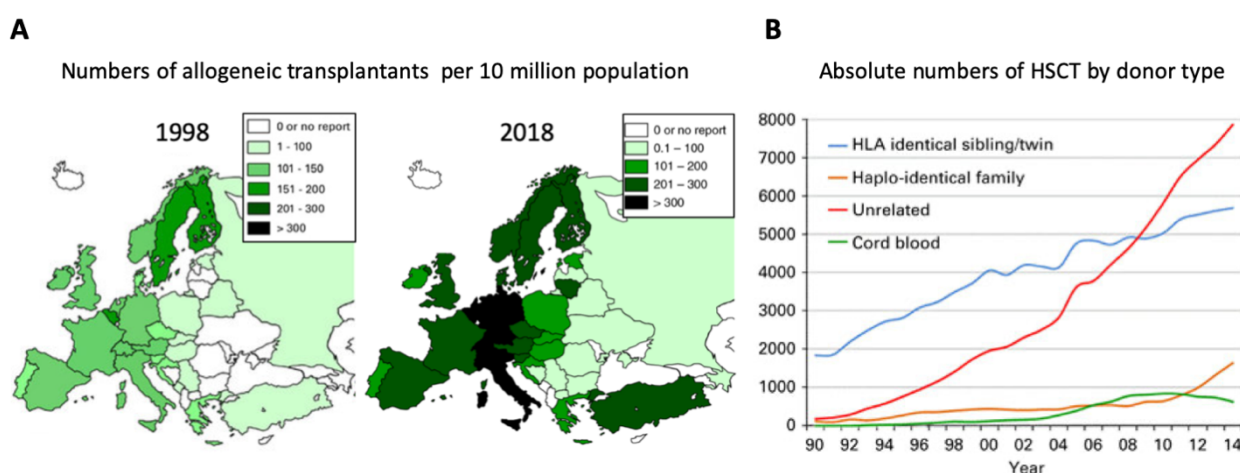 A
Numbers of allogeneic transplantants per 10 million population
1998
0 or no report
1 - 100
101 - 150
151 - 200
201 - 300
> 300
2018
0 or no report
0.1 – 100
101 – 200
201 – 300
> 300
B
Absolute numbers of HSCT by donor type
8000
7000
6000
5000
4000
3000
2000
1000
0
HLA identical sibling/twin
Haplo-identical family
Unrelated
Cord blood
90 92 94 96 98 00 02 04 06 08 10 12 14
Year